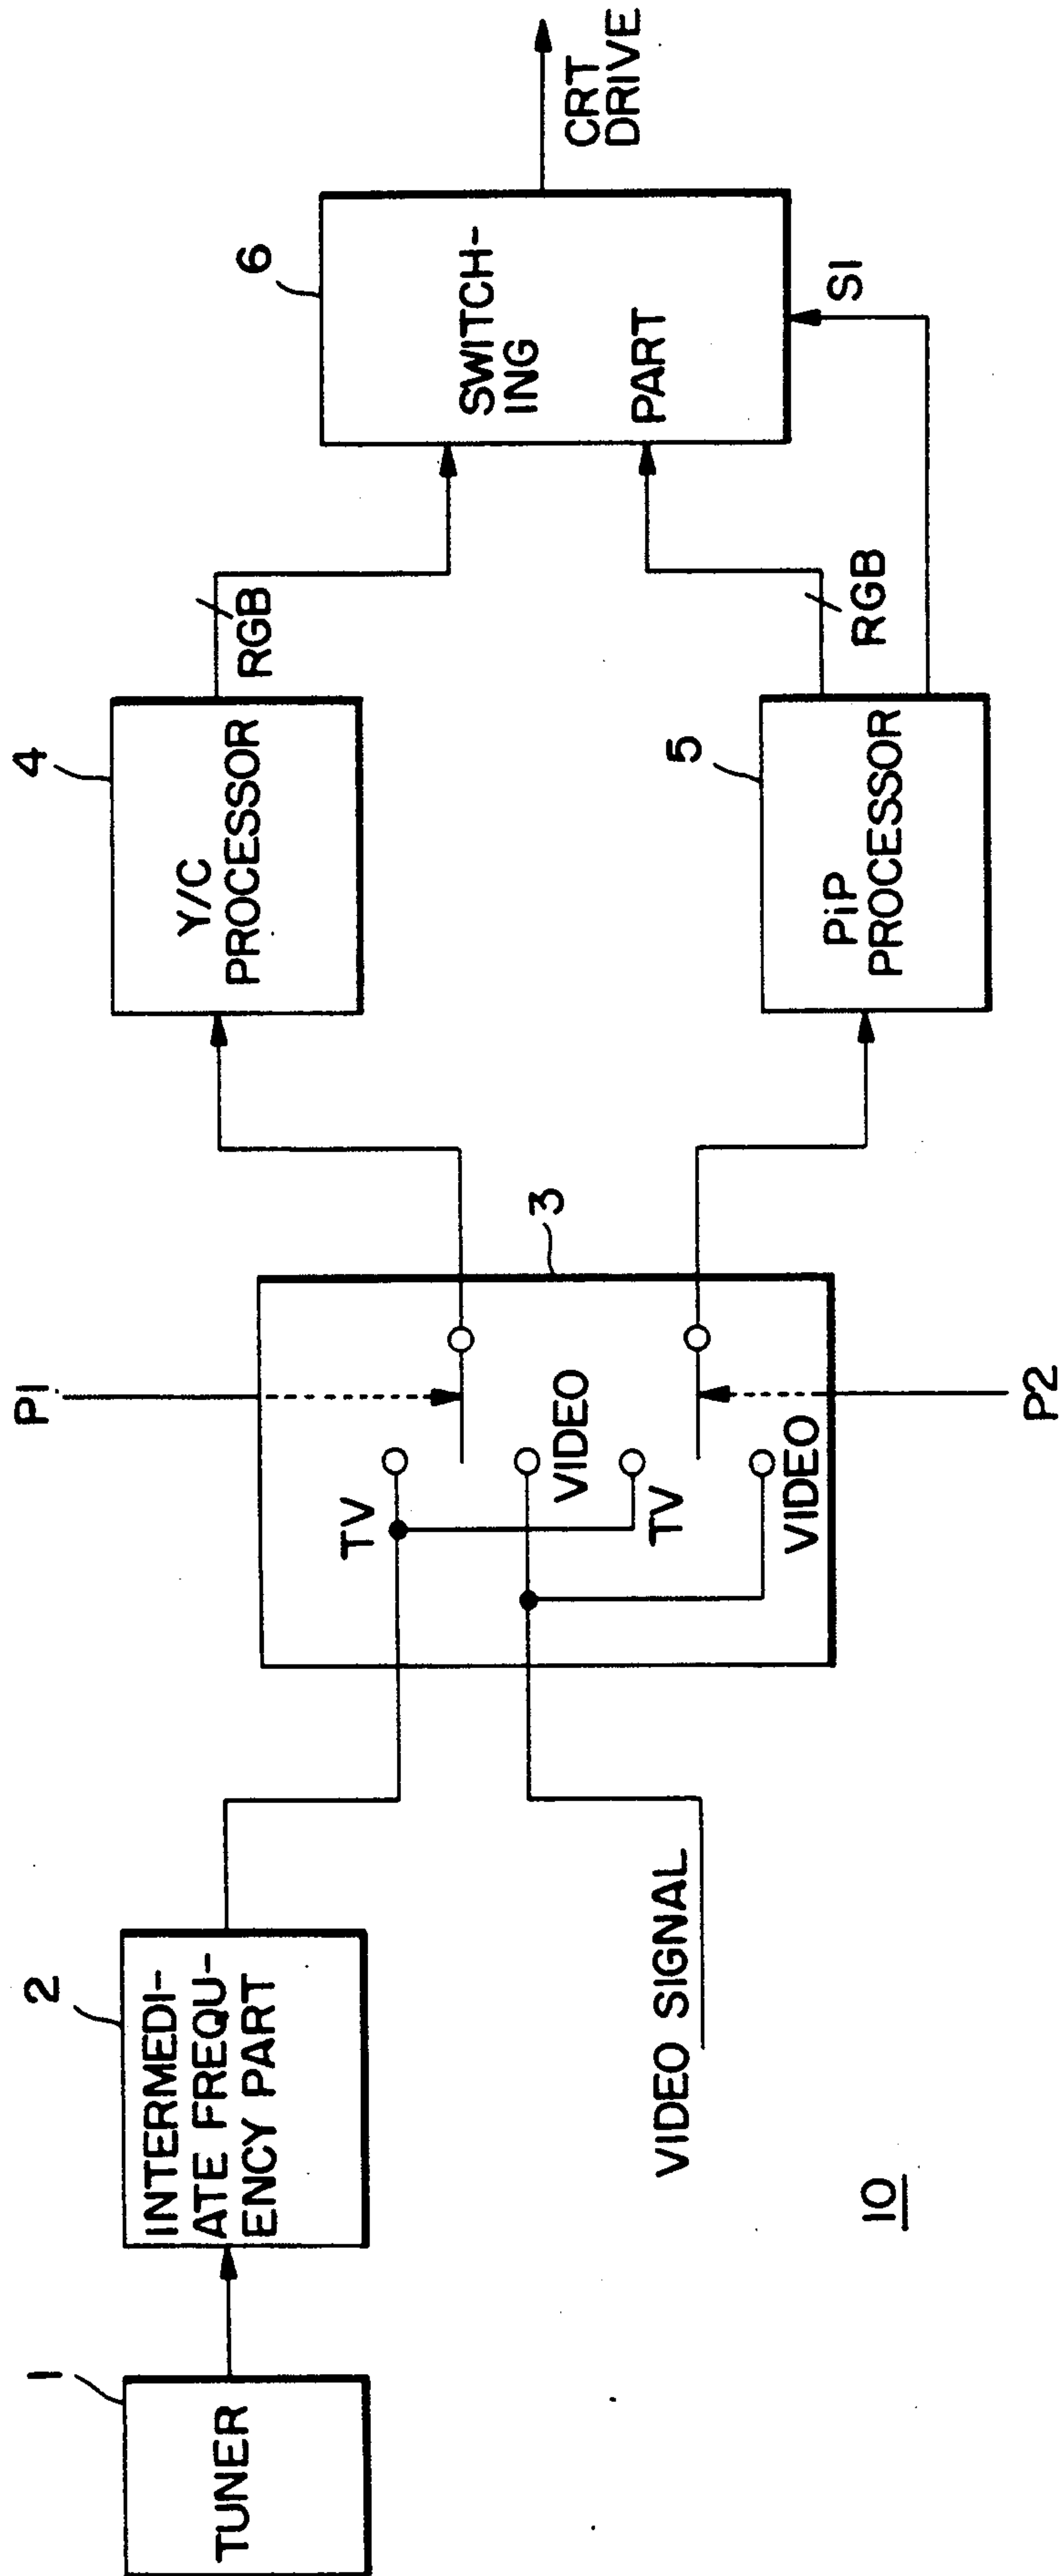 1
TUNER
2
INTERMEDI-
ATE FREQU-
ENCY PART
VIDEO SIGNAL
10
P1
TV
VIDEO
TV
VIDEO
P2
3
4
Y/C
PROCESSOR
RGB
5
PiP
PROCESSOR
RGB
6
SWITCH-
ING
PART
S1
CRT
DRIVE